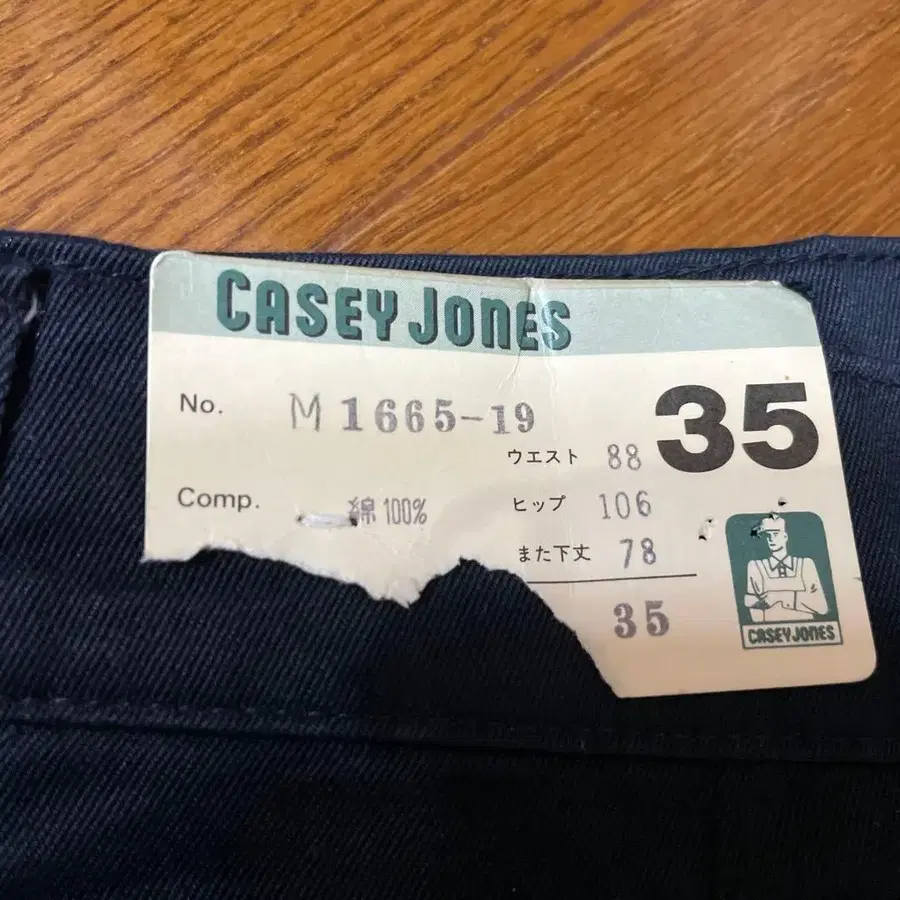 CASEY JONES
No. M 1665-19 35
ウエスト 88
Comp. 綿 100% ヒップ 106
また下丈 78
35
CASEY JONES